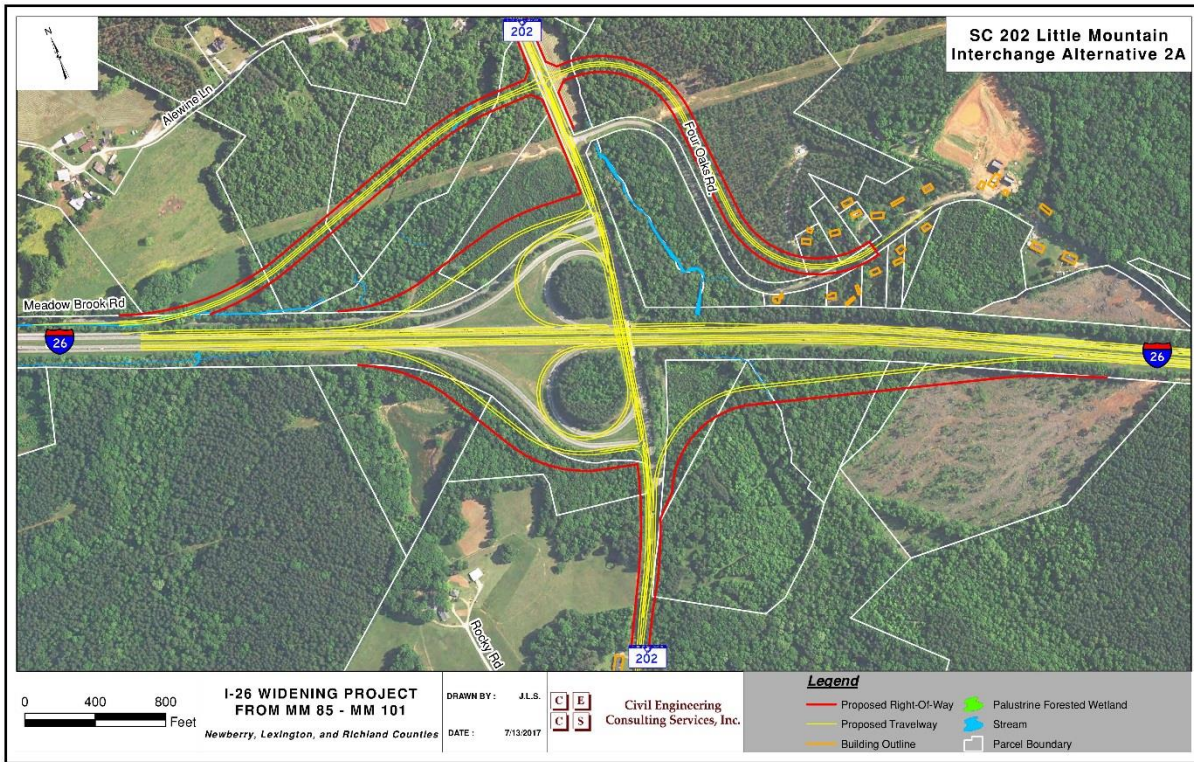 202
N
SC 202 Little Mountain
Interchange Alternative 2A
Alewine Ln
Four Oaks Rd.
Meadow Brook Rd
26
26
Rocky Rd
202
0 400 800
Feet
I-26 WIDENING PROJECT
FROM MM 85 - MM 101
Newberry, Lexington, and Richland Counties
DRAWN BY : J.L.S.
DATE : 7/13/2017
C E
C S
Civil Engineering
Consulting Services, Inc.
Legend
Proposed Right-Of-Way
Proposed Travelway
Building Outline
Palustrine Forested Wetland
Stream
Parcel Boundary